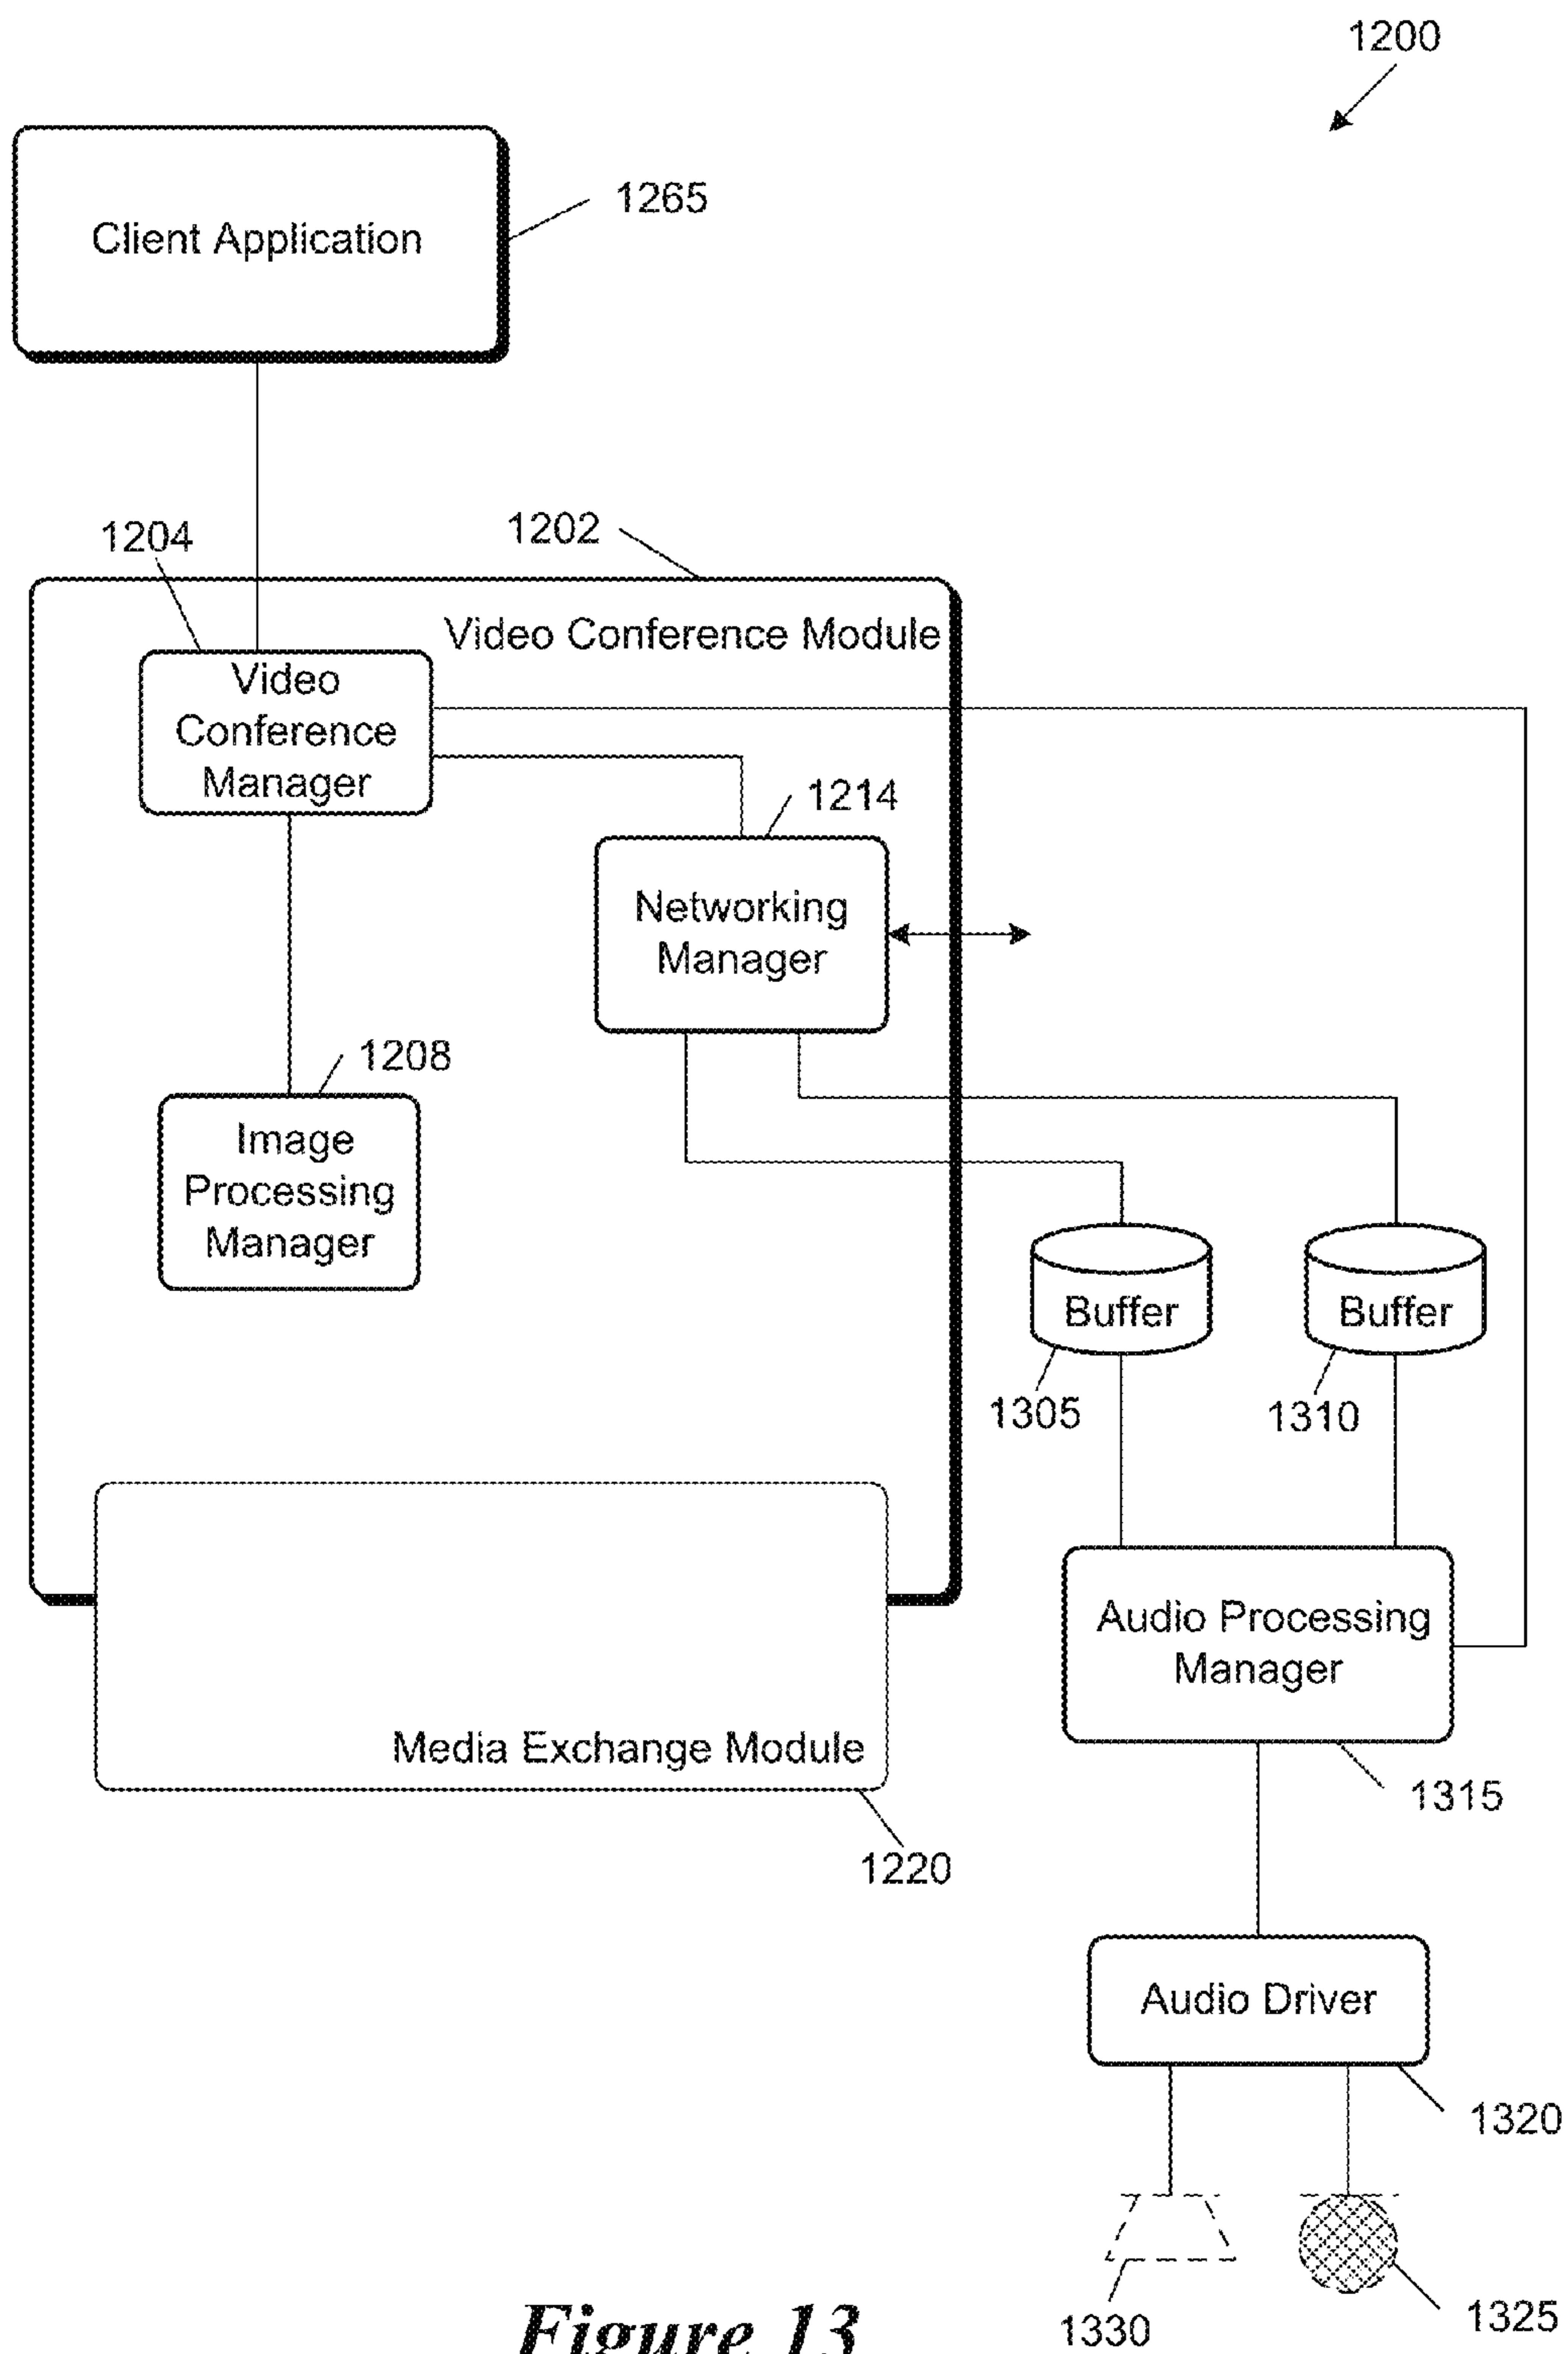 1200
Client Application
1265
1204
1202
Video Conference Module
Video
Conference
Manager
1214
Networking
Manager
1208
Image
Processing
Manager
Buffer
Buffer
1305
1310
Audio Processing
Manager
Media Exchange Module
1315
1220
Audio Driver
1320
1330
1325
Figure 13